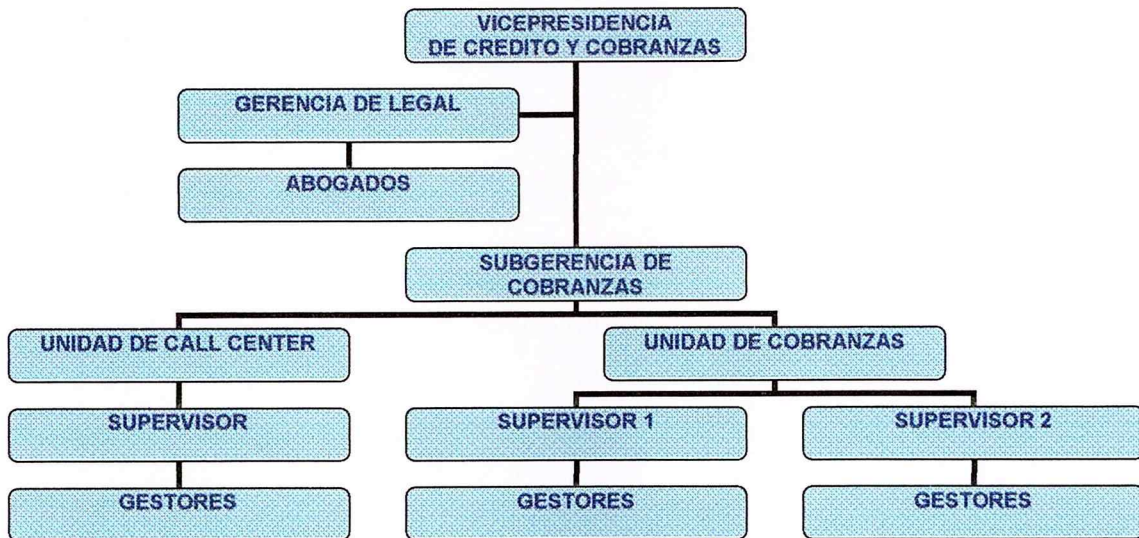 VICEPRESIDENCIA
DE CREDITO Y COBRANZAS
GERENCIA DE LEGAL
ABOGADOS
SUBGERENCIA DE
COBRANZAS
UNIDAD DE CALL CENTER
UNIDAD DE COBRANZAS
SUPERVISOR
SUPERVISOR 1
SUPERVISOR 2
GESTORES
GESTORES
GESTORES